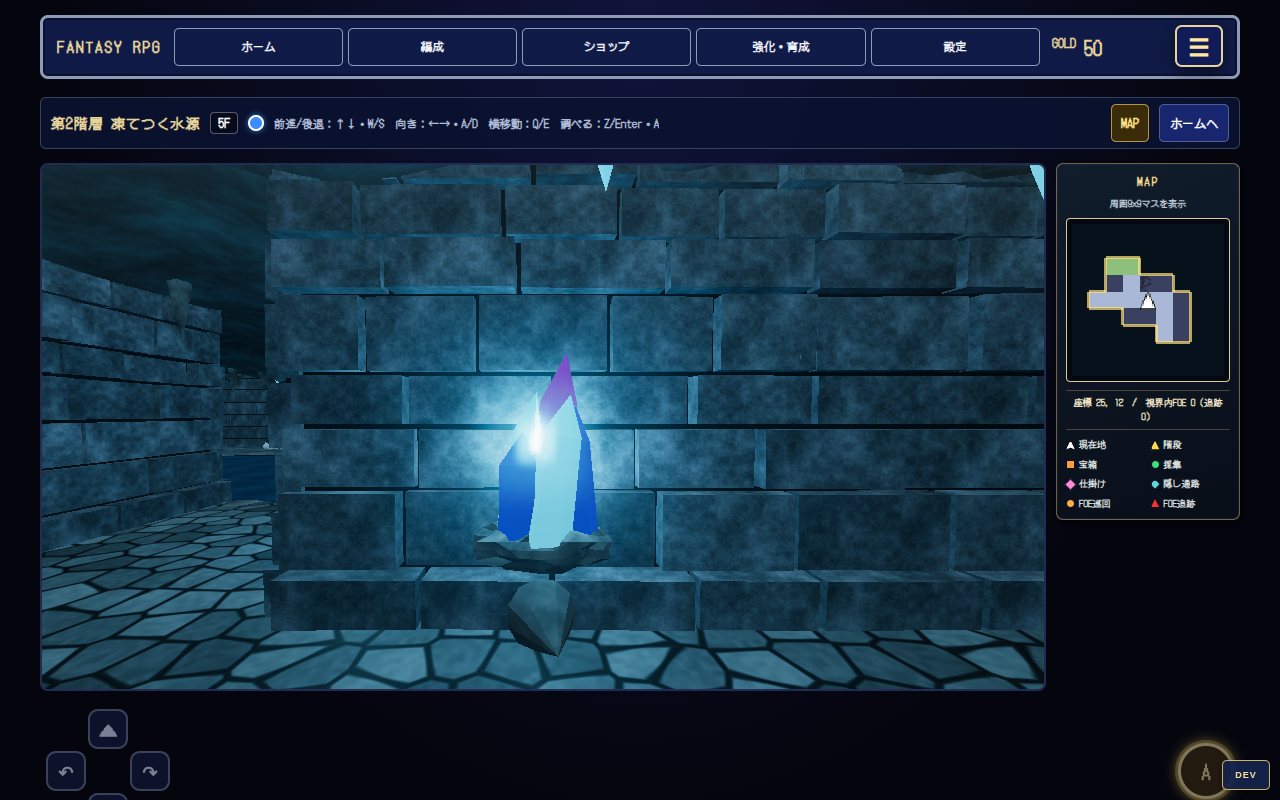 FANTASY RPG
ホーム
編成
ショップ
強化・育成
設定
GOLD 50
第2階層 凍てつく水源 5F
前進/後退：↑↓・W/S 向き：←→・A/D 横移動：Q/E 調べる：Z/Enter・A
MAP
ホームへ
MAP
周囲9x9マスを表示
座標 25, 12 / 視界内FOE 0（追跡
0）
現在地
階段
宝箱
採集
仕掛け
隠し通路
FOE巡回
FOE追跡
A
DEV